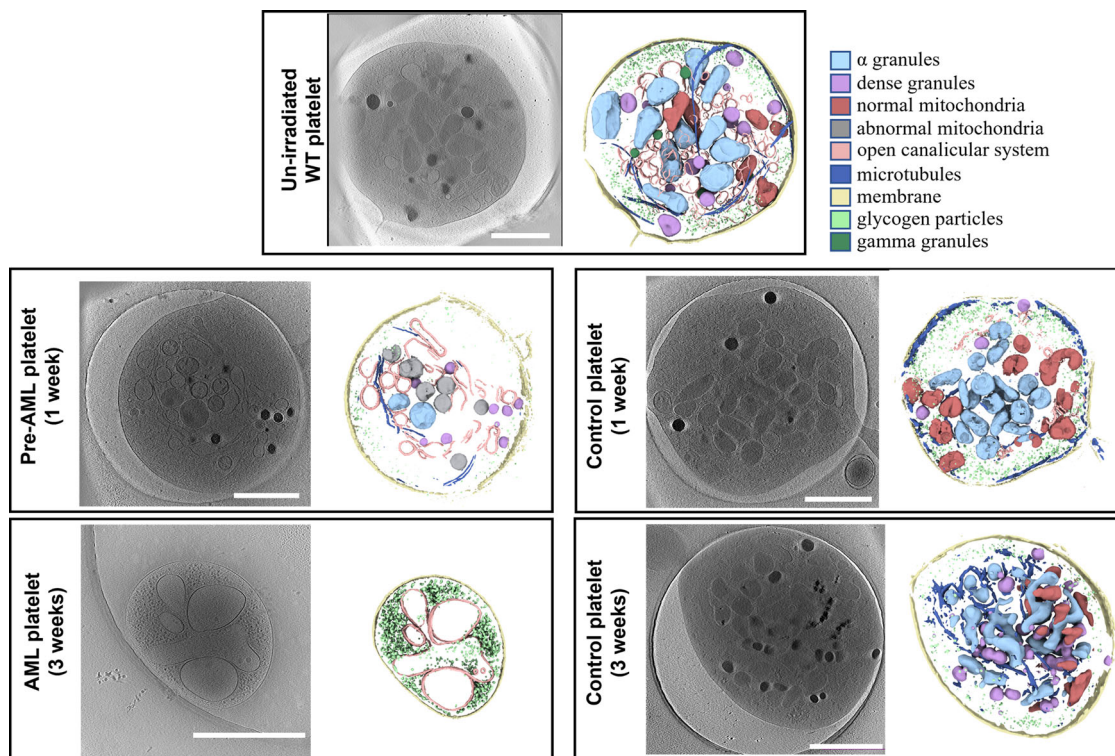 Un-irradiated
WT platelet
α granules
dense granules
normal mitochondria
abnormal mitochondria
open canalicular system
microtubules
membrane
glycogen particles
gamma granules
Pre-AML platelet
(1 week)
Control platelet
(1 week)
AML platelet
(3 weeks)
Control platelet
(3 weeks)